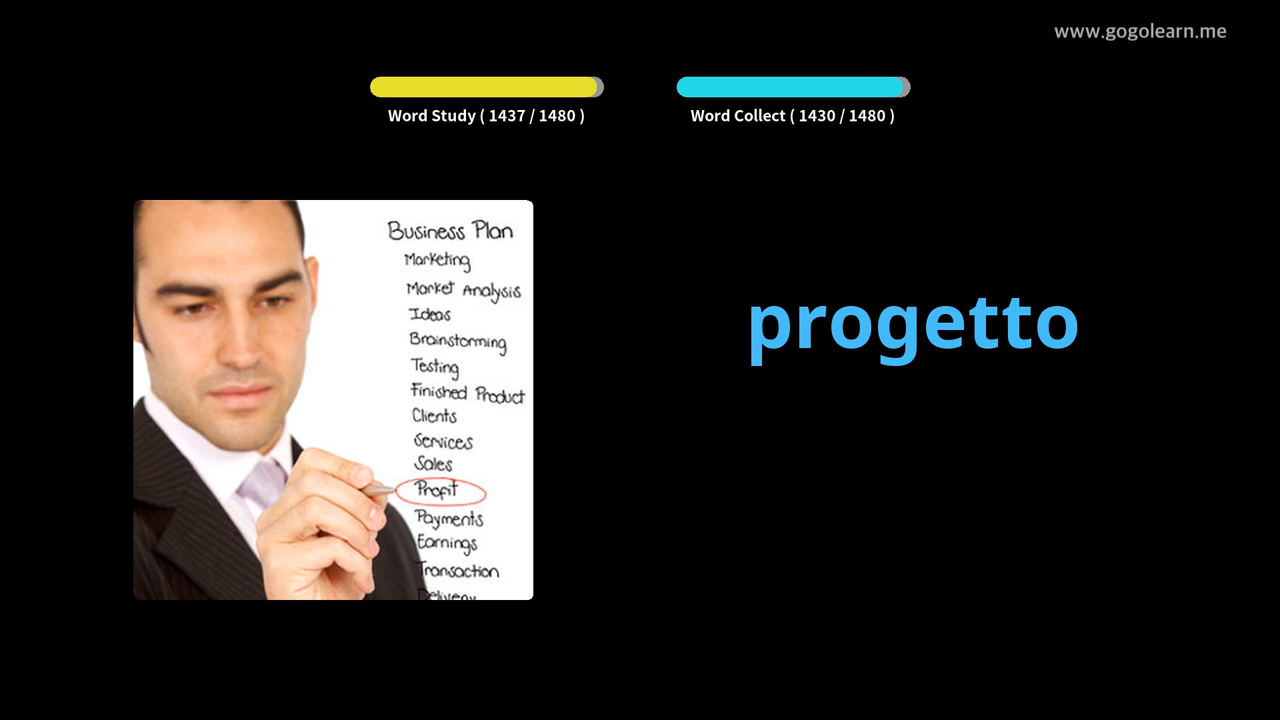 www.gogolearn.me
Word Study ( 1437 / 1480 )
Word Collect ( 1430 / 1480 )
Business Plan
Marketing
Market Analysis
Ideas
Brainstorming
Testing
Finished Product
Clients
Services
Sales
Profit
Payments
Earnings
Transaction
Delivery
progetto